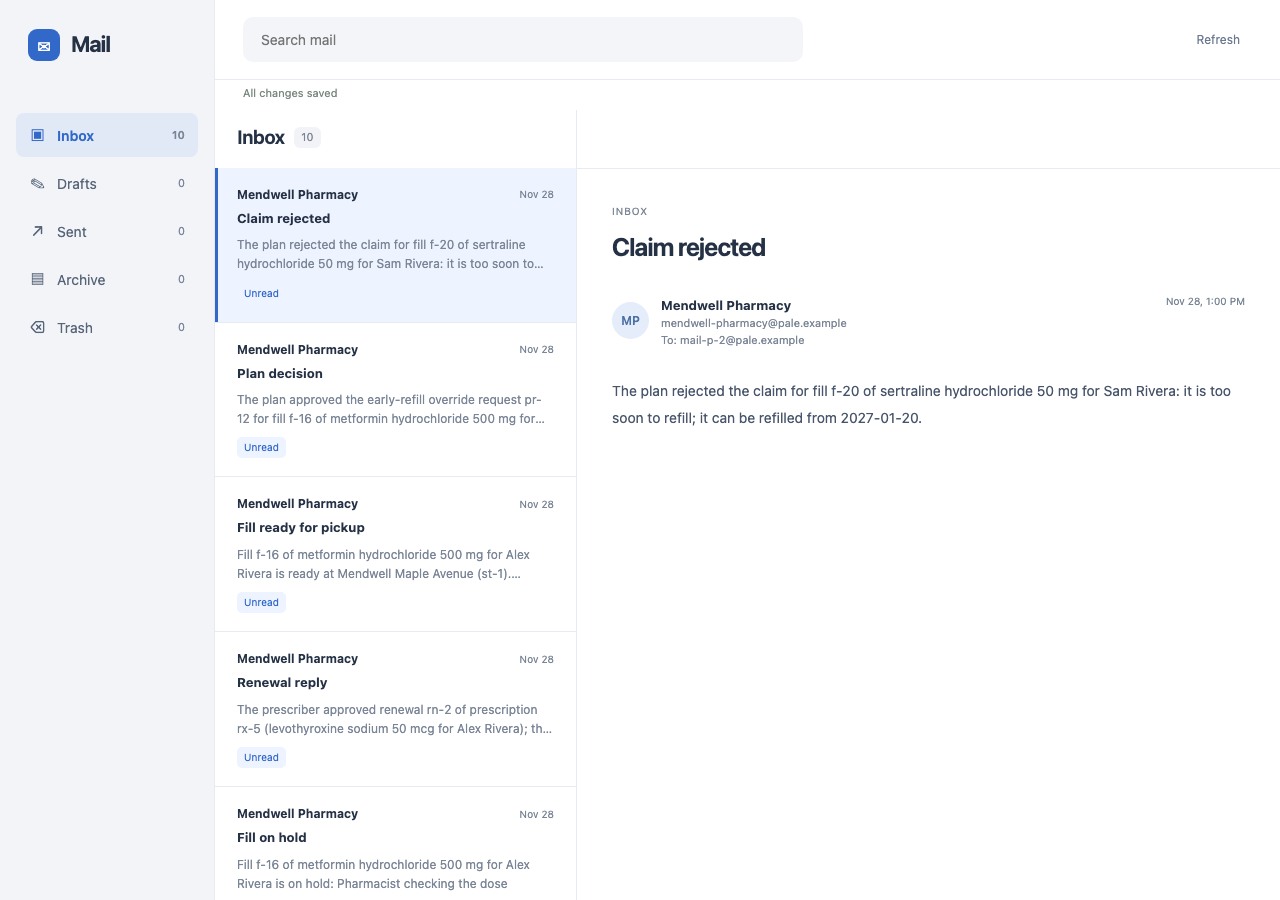 Mail
Search mail
Refresh
All changes saved
Inbox 10
Drafts 0
Sent 0
Archive 0
Trash 0
Inbox 10
Mendwell Pharmacy Nov 28
Claim rejected
The plan rejected the claim for fill f-20 of sertraline
hydrochloride 50 mg for Sam Rivera: it is too soon to...
Unread
Mendwell Pharmacy Nov 28
Plan decision
The plan approved the early-refill override request pr-
12 for fill f-16 of metformin hydrochloride 500 mg for...
Unread
Mendwell Pharmacy Nov 28
Fill ready for pickup
Fill f-16 of metformin hydrochloride 500 mg for Alex
Rivera is ready at Mendwell Maple Avenue (st-1)....
Unread
Mendwell Pharmacy Nov 28
Renewal reply
The prescriber approved renewal rn-2 of prescription
rx-5 (levothyroxine sodium 50 mcg for Alex Rivera); th...
Unread
Mendwell Pharmacy Nov 28
Fill on hold
Fill f-16 of metformin hydrochloride 500 mg for Alex
Rivera is on hold: Pharmacist checking the dose
INBOX
Claim rejected
MP
Mendwell Pharmacy Nov 28, 1:00 PM
mendwell-pharmacy@pale.example
To: mail-p-2@pale.example
The plan rejected the claim for fill f-20 of sertraline hydrochloride 50 mg for Sam Rivera: it is too
soon to refill; it can be refilled from 2027-01-20.